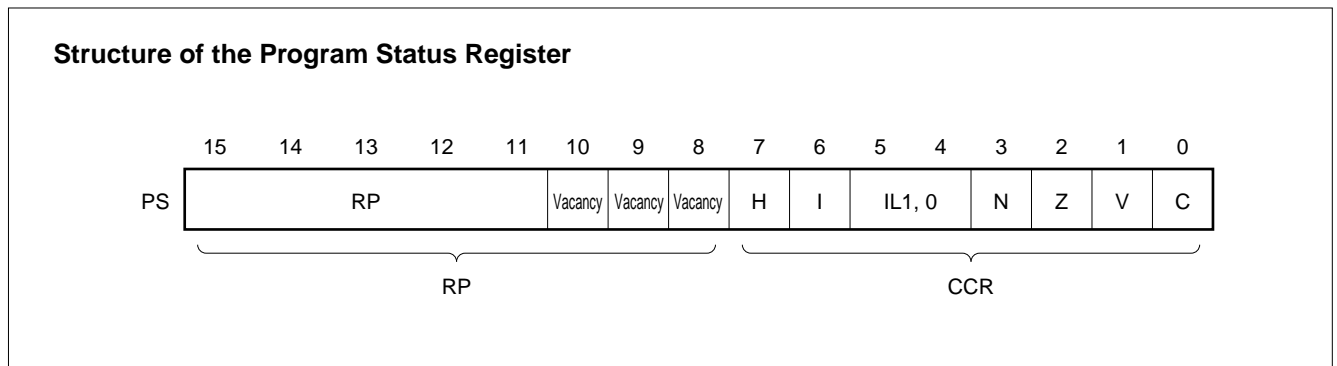 Structure of the Program Status Register
15 14 13 12 11 10 9 8 7 6 5 4 3 2 1 0
PS RP Vacancy Vacancy Vacancy H I IL1, 0 N Z V C
RP CCR